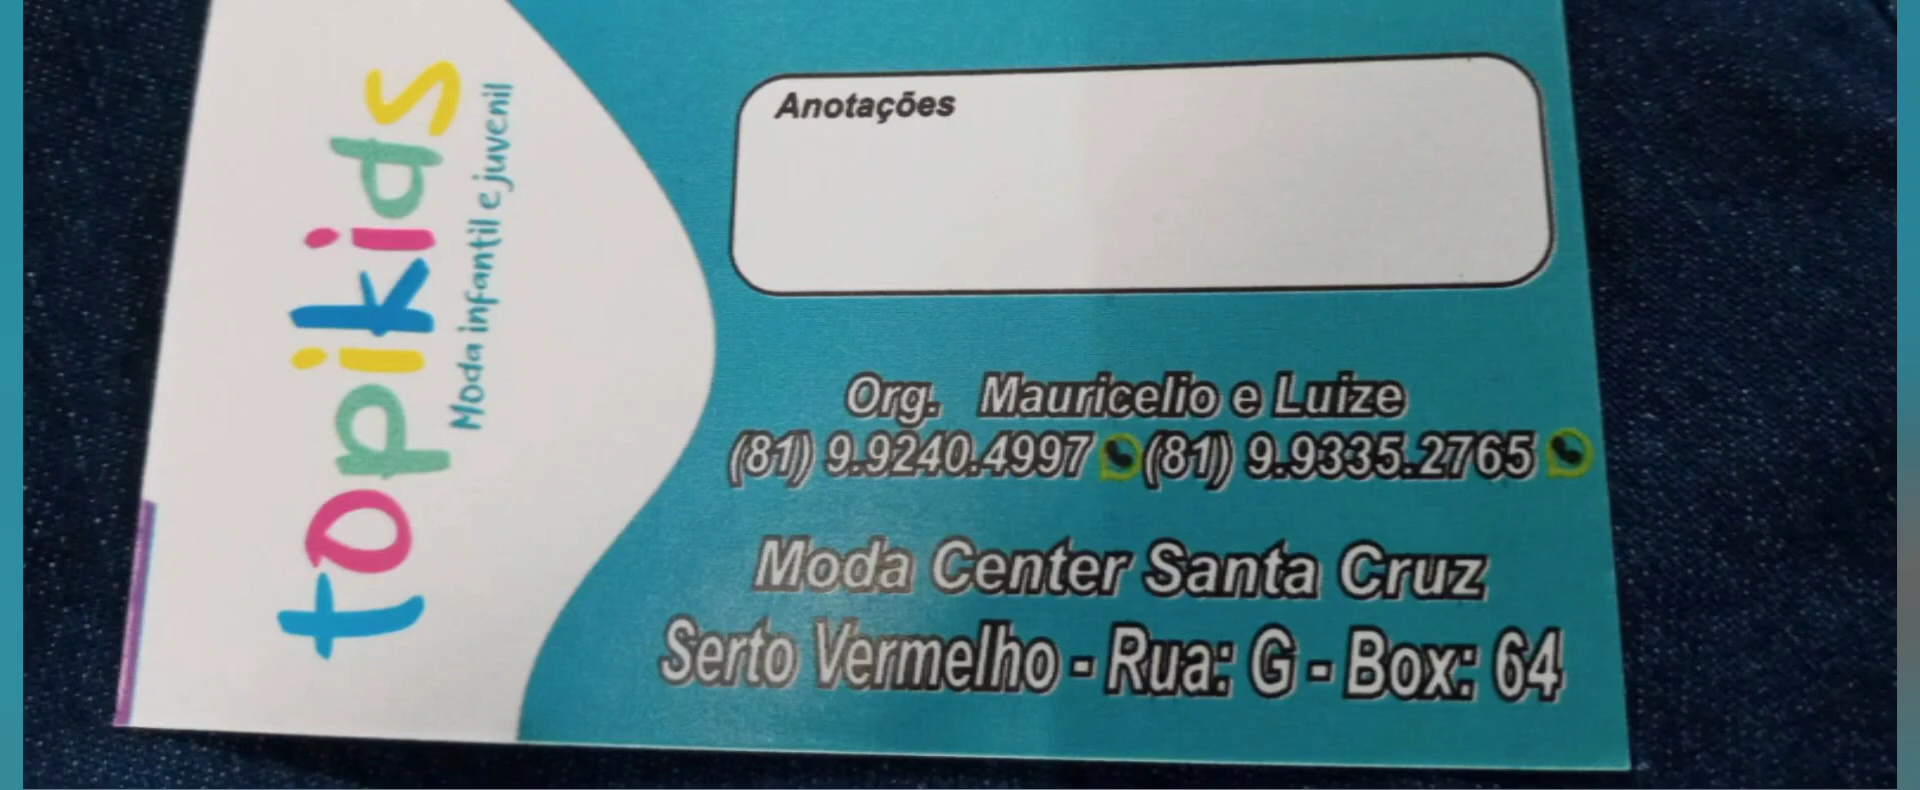 topikids
Moda infantil e juvenil
Anotações
Org. Mauricelio e Luize
(81) 9.9240.4997 (81) 9.9335.2765
Moda Center Santa Cruz
Serto Vermelho - Rua: G - Box: 64